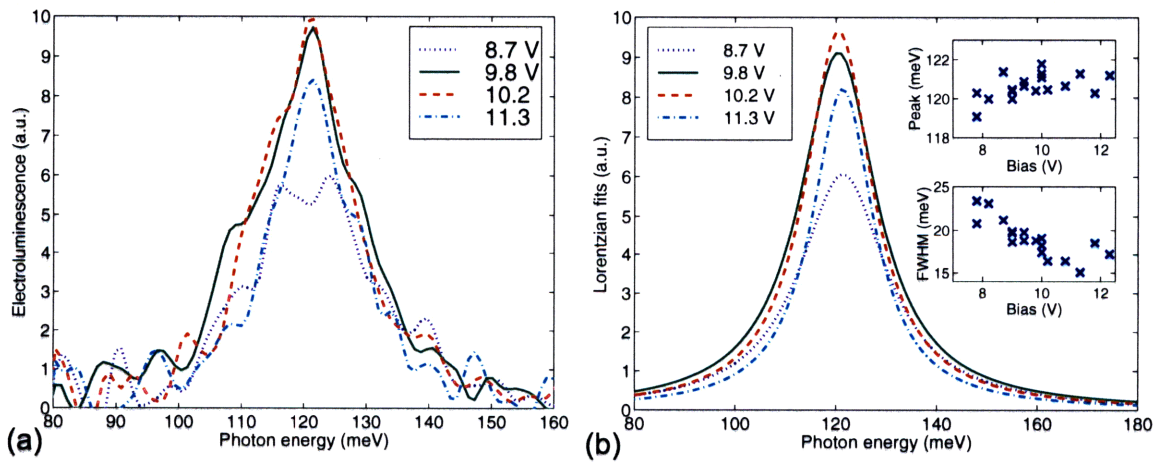 10
9
8
7
6
5
4
3
2
1
0
Electroluminescence (a.u.)
8.7 V
9.8 V
10.2
11.3
80 90 100 110 120 130 140 150 160
Photon energy (meV)
(a)
10
9
8
7
6
5
4
3
2
1
0
Lorentzian fits (a.u.)
8.7 V
9.8 V
10.2 V
11.3 V
122
120
118
Peak (meV)
8 10 12
Bias (V)
25
20
15
FWHM (meV)
8 10 12
Bias (V)
80 100 120 140 160 180
Photon energy (meV)
(b)